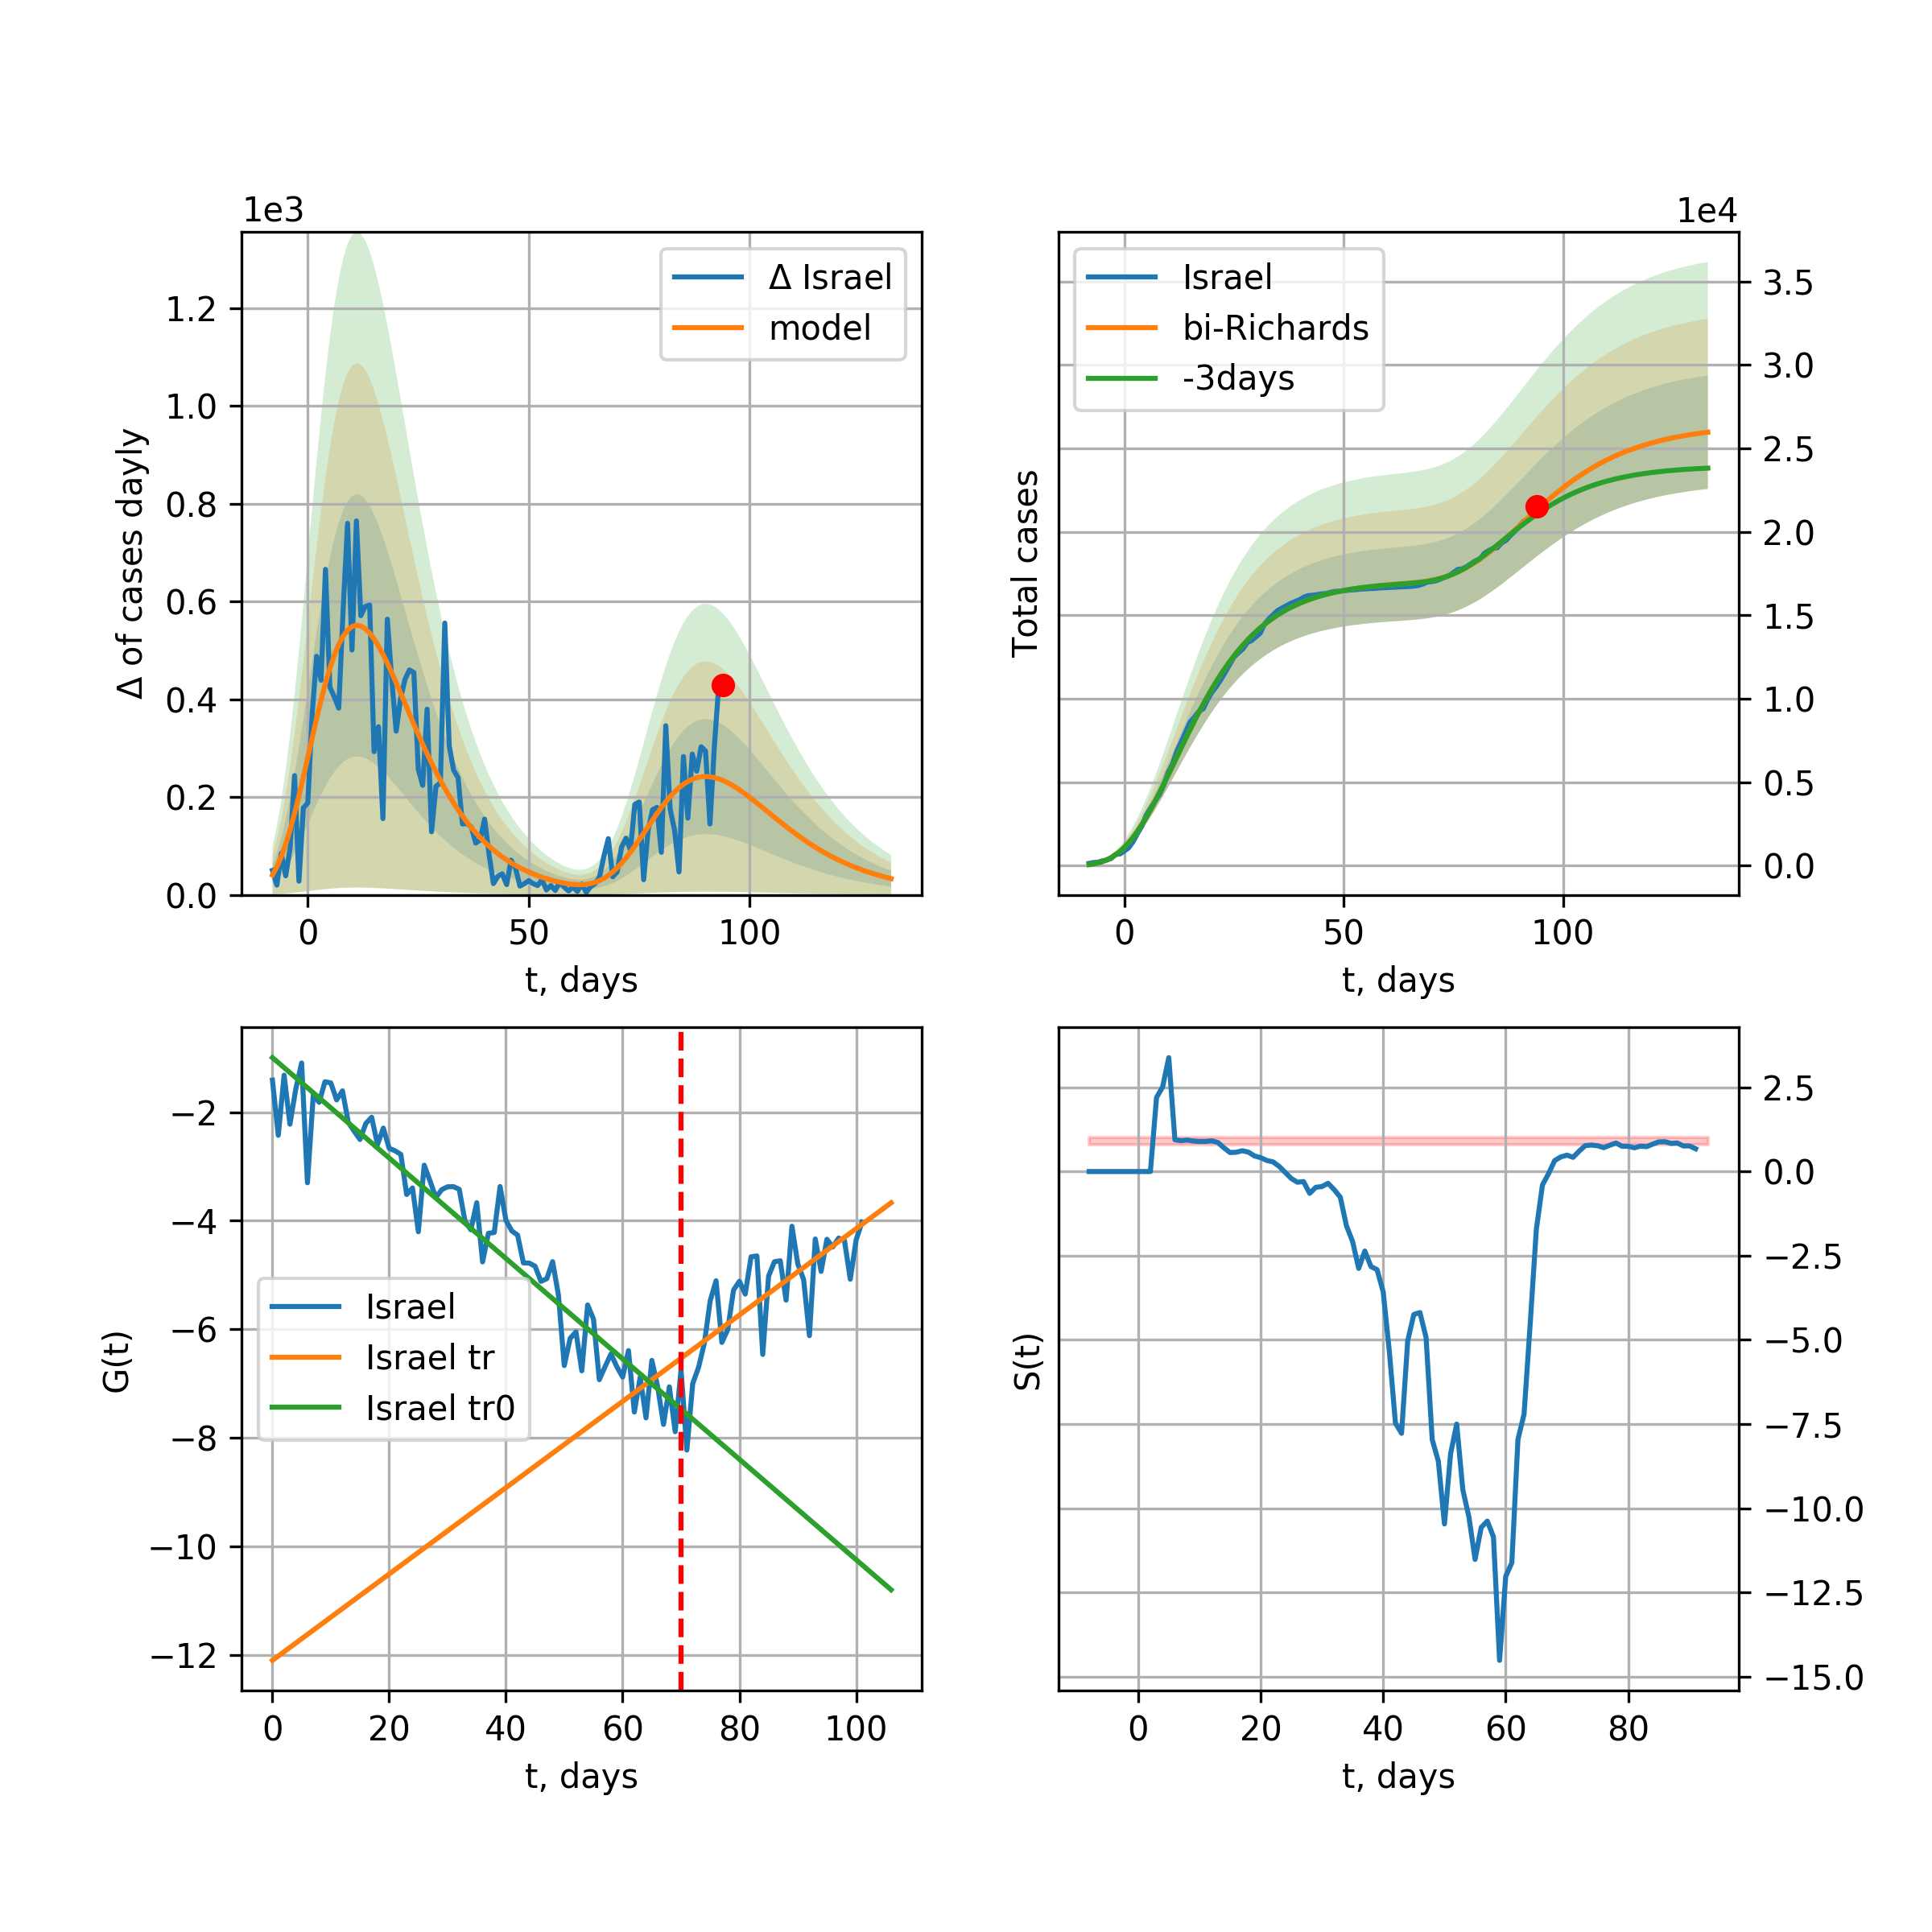 1e3
Δ of cases dayly
1.2
1.0
0.8
0.6
0.4
0.2
0.0
Δ Israel
model
0 50 100
t, days
1e4
Total cases
Israel
bi-Richards
-3days
3.5
3.0
2.5
2.0
1.5
1.0
0.5
0.0
0 50 100
t, days
G(t)
−2
−4
−6
−8
−10
−12
Israel
Israel tr
Israel tr0
0 20 40 60 80 100
t, days
S(t)
2.5
0.0
−2.5
−5.0
−7.5
−10.0
−12.5
−15.0
0 20 40 60 80
t, days